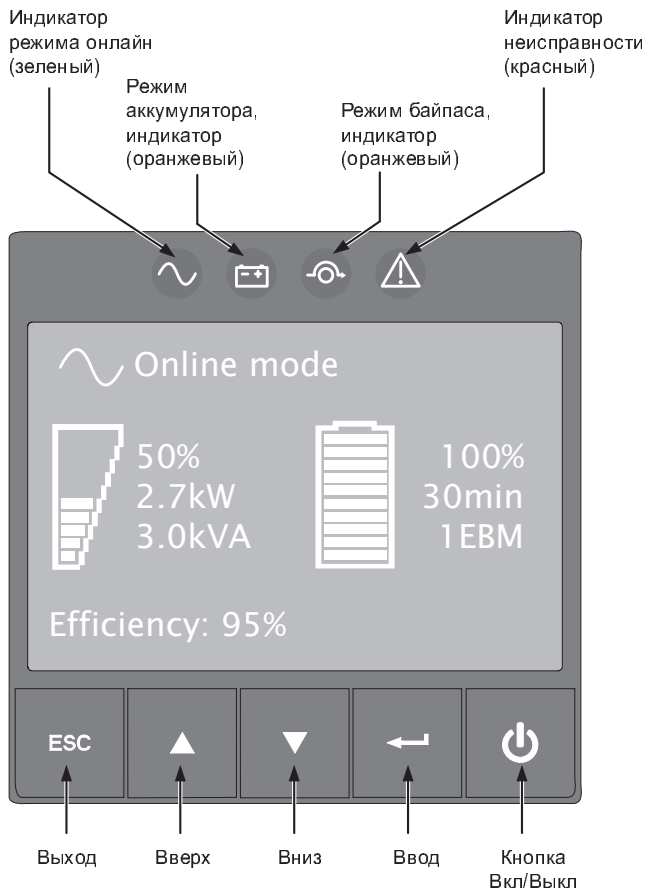 Индикатор
режима онлайн
(зеленый)
Режим
аккумулятора,
индикатор
(оранжевый)
Режим байпаса,
индикатор
(оранжевый)
Индикатор
неисправности
(красный)
Online mode
50%
2.7kW
3.0kVA
100%
30min
1EBM
Efficiency: 95%
ESC
Выход
Вверх
Вниз
Ввод
Кнопка
Вкл/Выкл